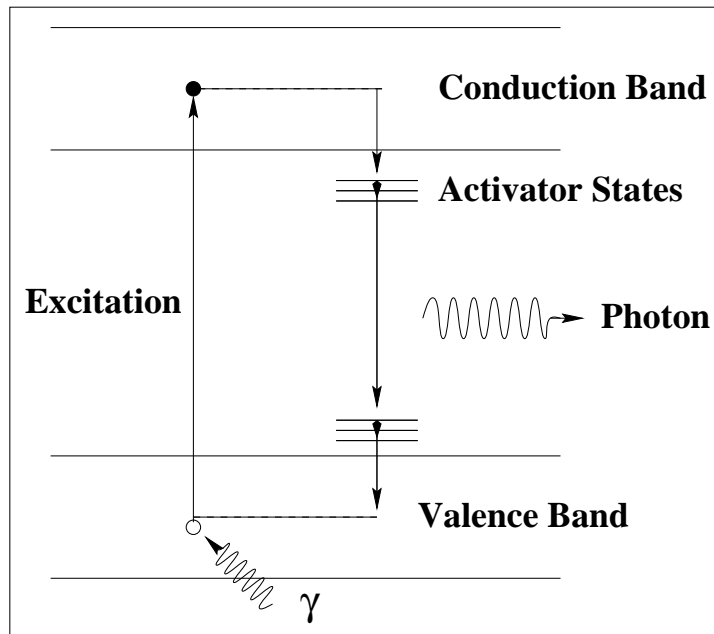 Conduction Band
Activator States
Excitation
Photon
Valence Band
γ